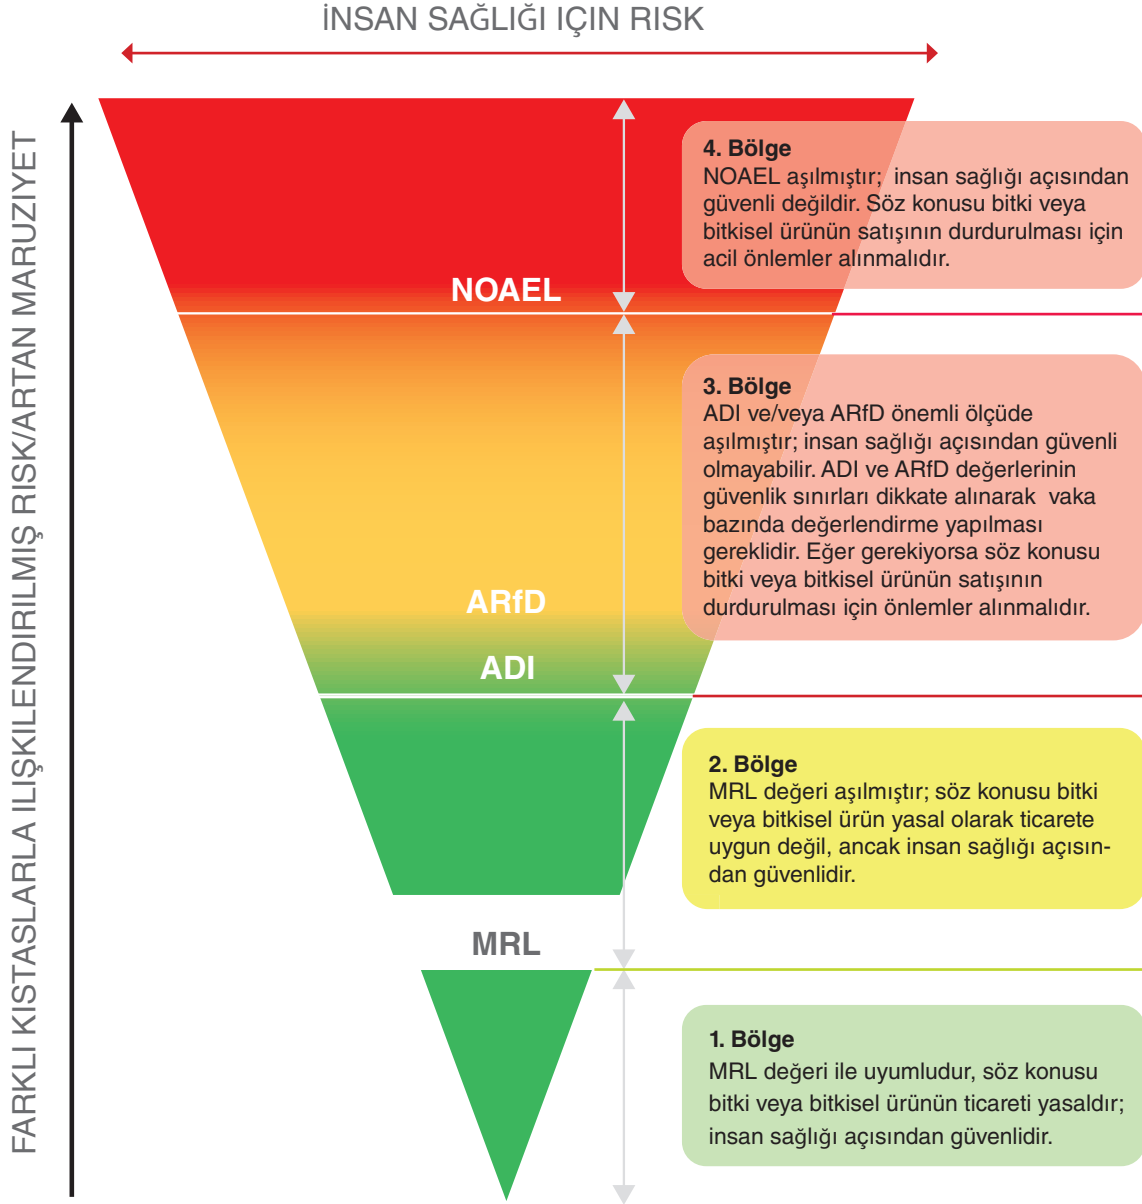 İNSAN SAĞLIĞI IÇIN RISK
FARKLI KISTASLARLA ILIŞKILENDIRILMIŞ RISK/ARTAN MARUZIYET
4. Bölge
NOAEL aşılmıştır; insan sağlığı açısından
güvenli değildir. Söz konusu bitki veya
bitkisel ürünün satışının durdurulması için
acil önlemler alınmalıdır.
NOAEL
3. Bölge
ADI ve/veya ARfD önemli ölçüde
aşılmıştır; insan sağlığı açısından güvenli
olmayabilir. ADI ve ARfD değerlerinin
güvenlik sınırları dikkate alınarak vaka
bazında değerlendirme yapılması
gereklidir. Eğer gerekiyorsa söz konusu
bitki veya bitkisel ürünün satışının
durdurulması için önlemler alınmalıdır.
ARfD
ADI
2. Bölge
MRL değeri aşılmıştır; söz konusu bitki
veya bitkisel ürün yasal olarak ticarete
uygun değil, ancak insan sağlığı açısın-
dan güvenlidir.
MRL
1. Bölge
MRL değeri ile uyumludur, söz konusu
bitki veya bitkisel ürünün ticareti yasaldır;
insan sağlığı açısından güvenlidir.